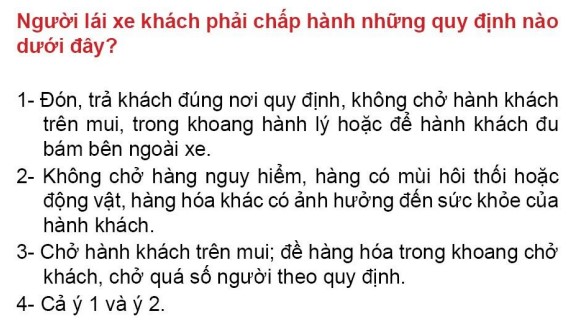 Người lái xe khách phải chấp hành những quy định nào
dưới đây?
1- Đón, trả khách đúng nơi quy định, không chở hành khách
trên mui, trong khoang hành lý hoặc để hành khách đu
bám bên ngoài xe.
2- Không chở hàng nguy hiểm, hàng có mùi hôi thối hoặc
động vật, hàng hóa khác có ảnh hưởng đến sức khỏe của
hành khách.
3- Chở hành khách trên mui; để hàng hóa trong khoang chở
khách, chở quá số người theo quy định.
4- Cả ý 1 và ý 2.